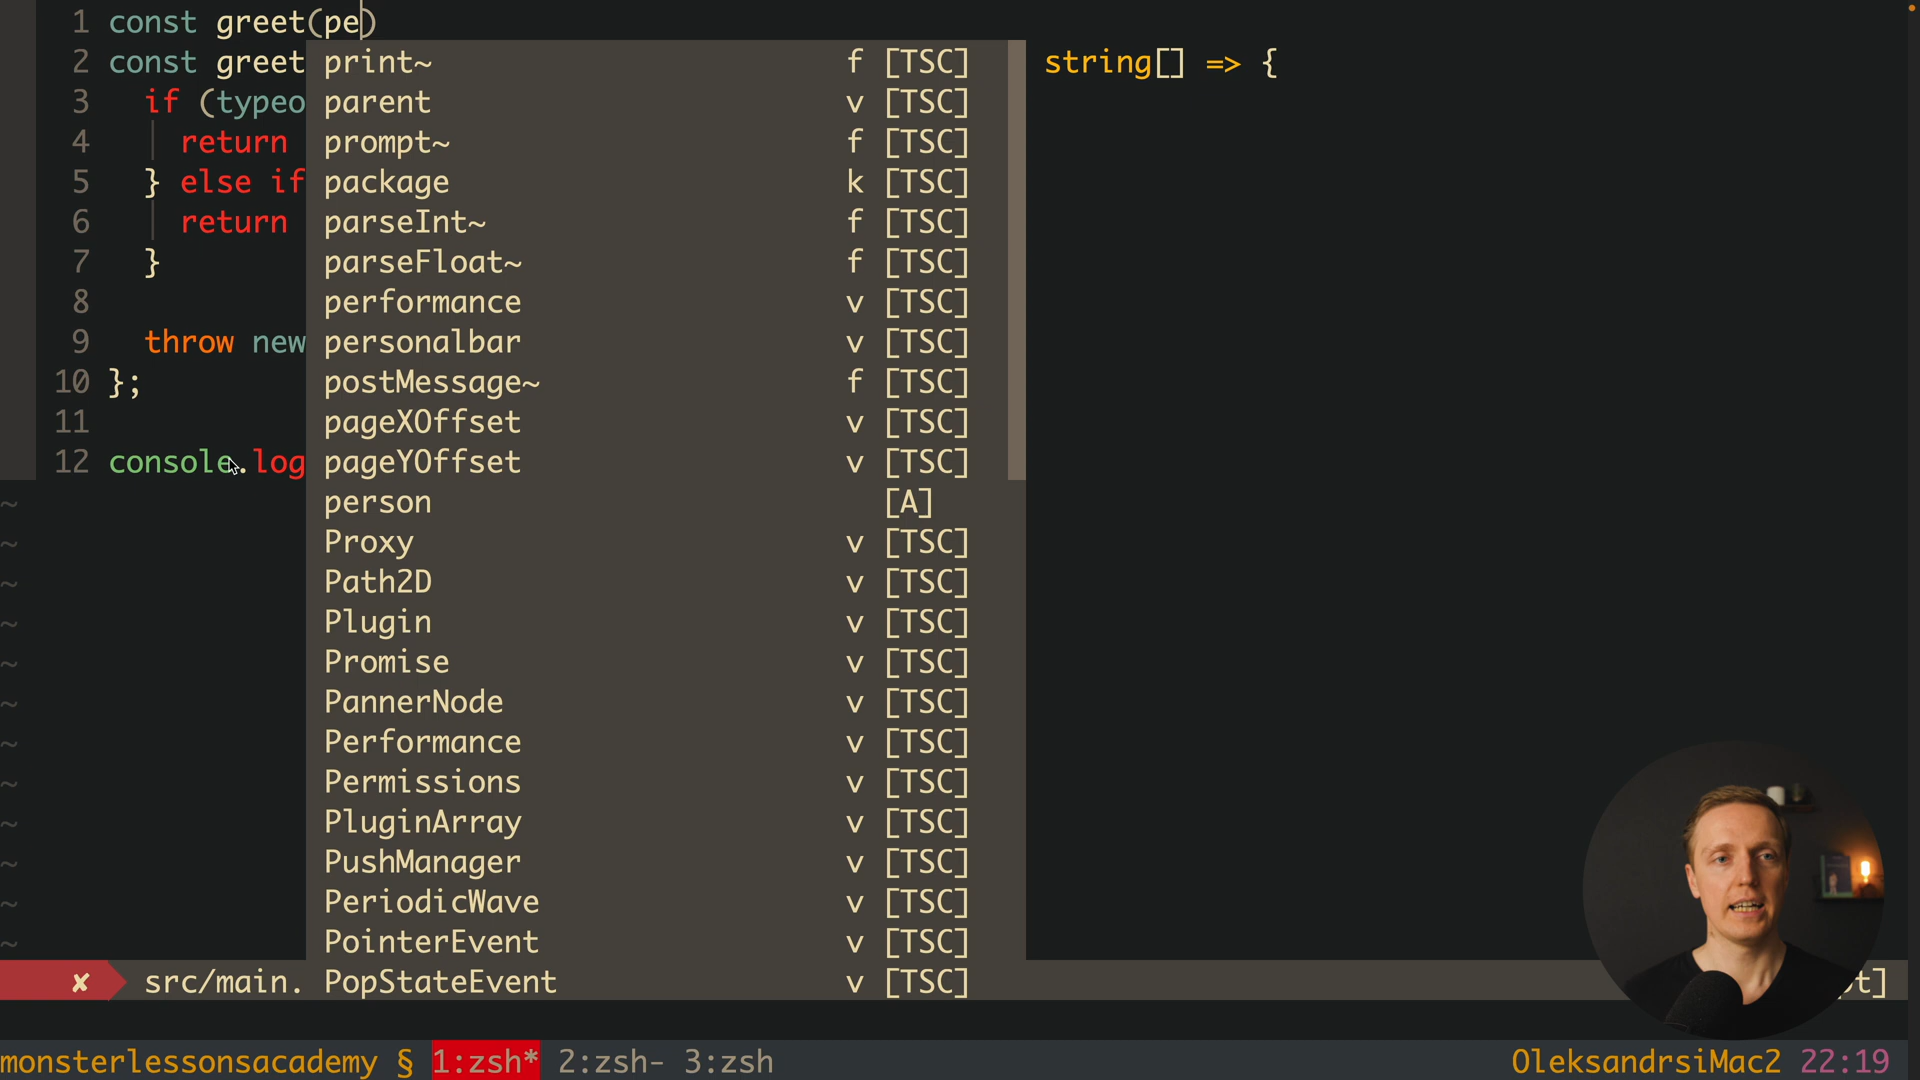 1 const greet(pe)
2 const greet print~ f [TSC] string[] => {
3 if (typeo parent v [TSC]
4 return prompt~ f [TSC]
5 } else if package k [TSC]
6 return parseInt~ f [TSC]
7 } parseFloat~ f [TSC]
8 performance v [TSC]
9 throw new personalbar v [TSC]
10 }; postMessage~ f [TSC]
11 pageXOffset v [TSC]
12 console.log pageYOffset v [TSC]
~ person [A]
~ Proxy v [TSC]
~ Path2D v [TSC]
~ Plugin v [TSC]
~ Promise v [TSC]
~ PannerNode v [TSC]
~ Performance v [TSC]
~ Permissions v [TSC]
~ PluginArray v [TSC]
~ PushManager v [TSC]
~ PeriodicWave v [TSC]
~ PointerEvent v [TSC]
✘ src/main. PopStateEvent v [TSC] t]
monsterlessonsacademy § 1:zsh* 2:zsh- 3:zsh OleksandrsiMac2 22:19